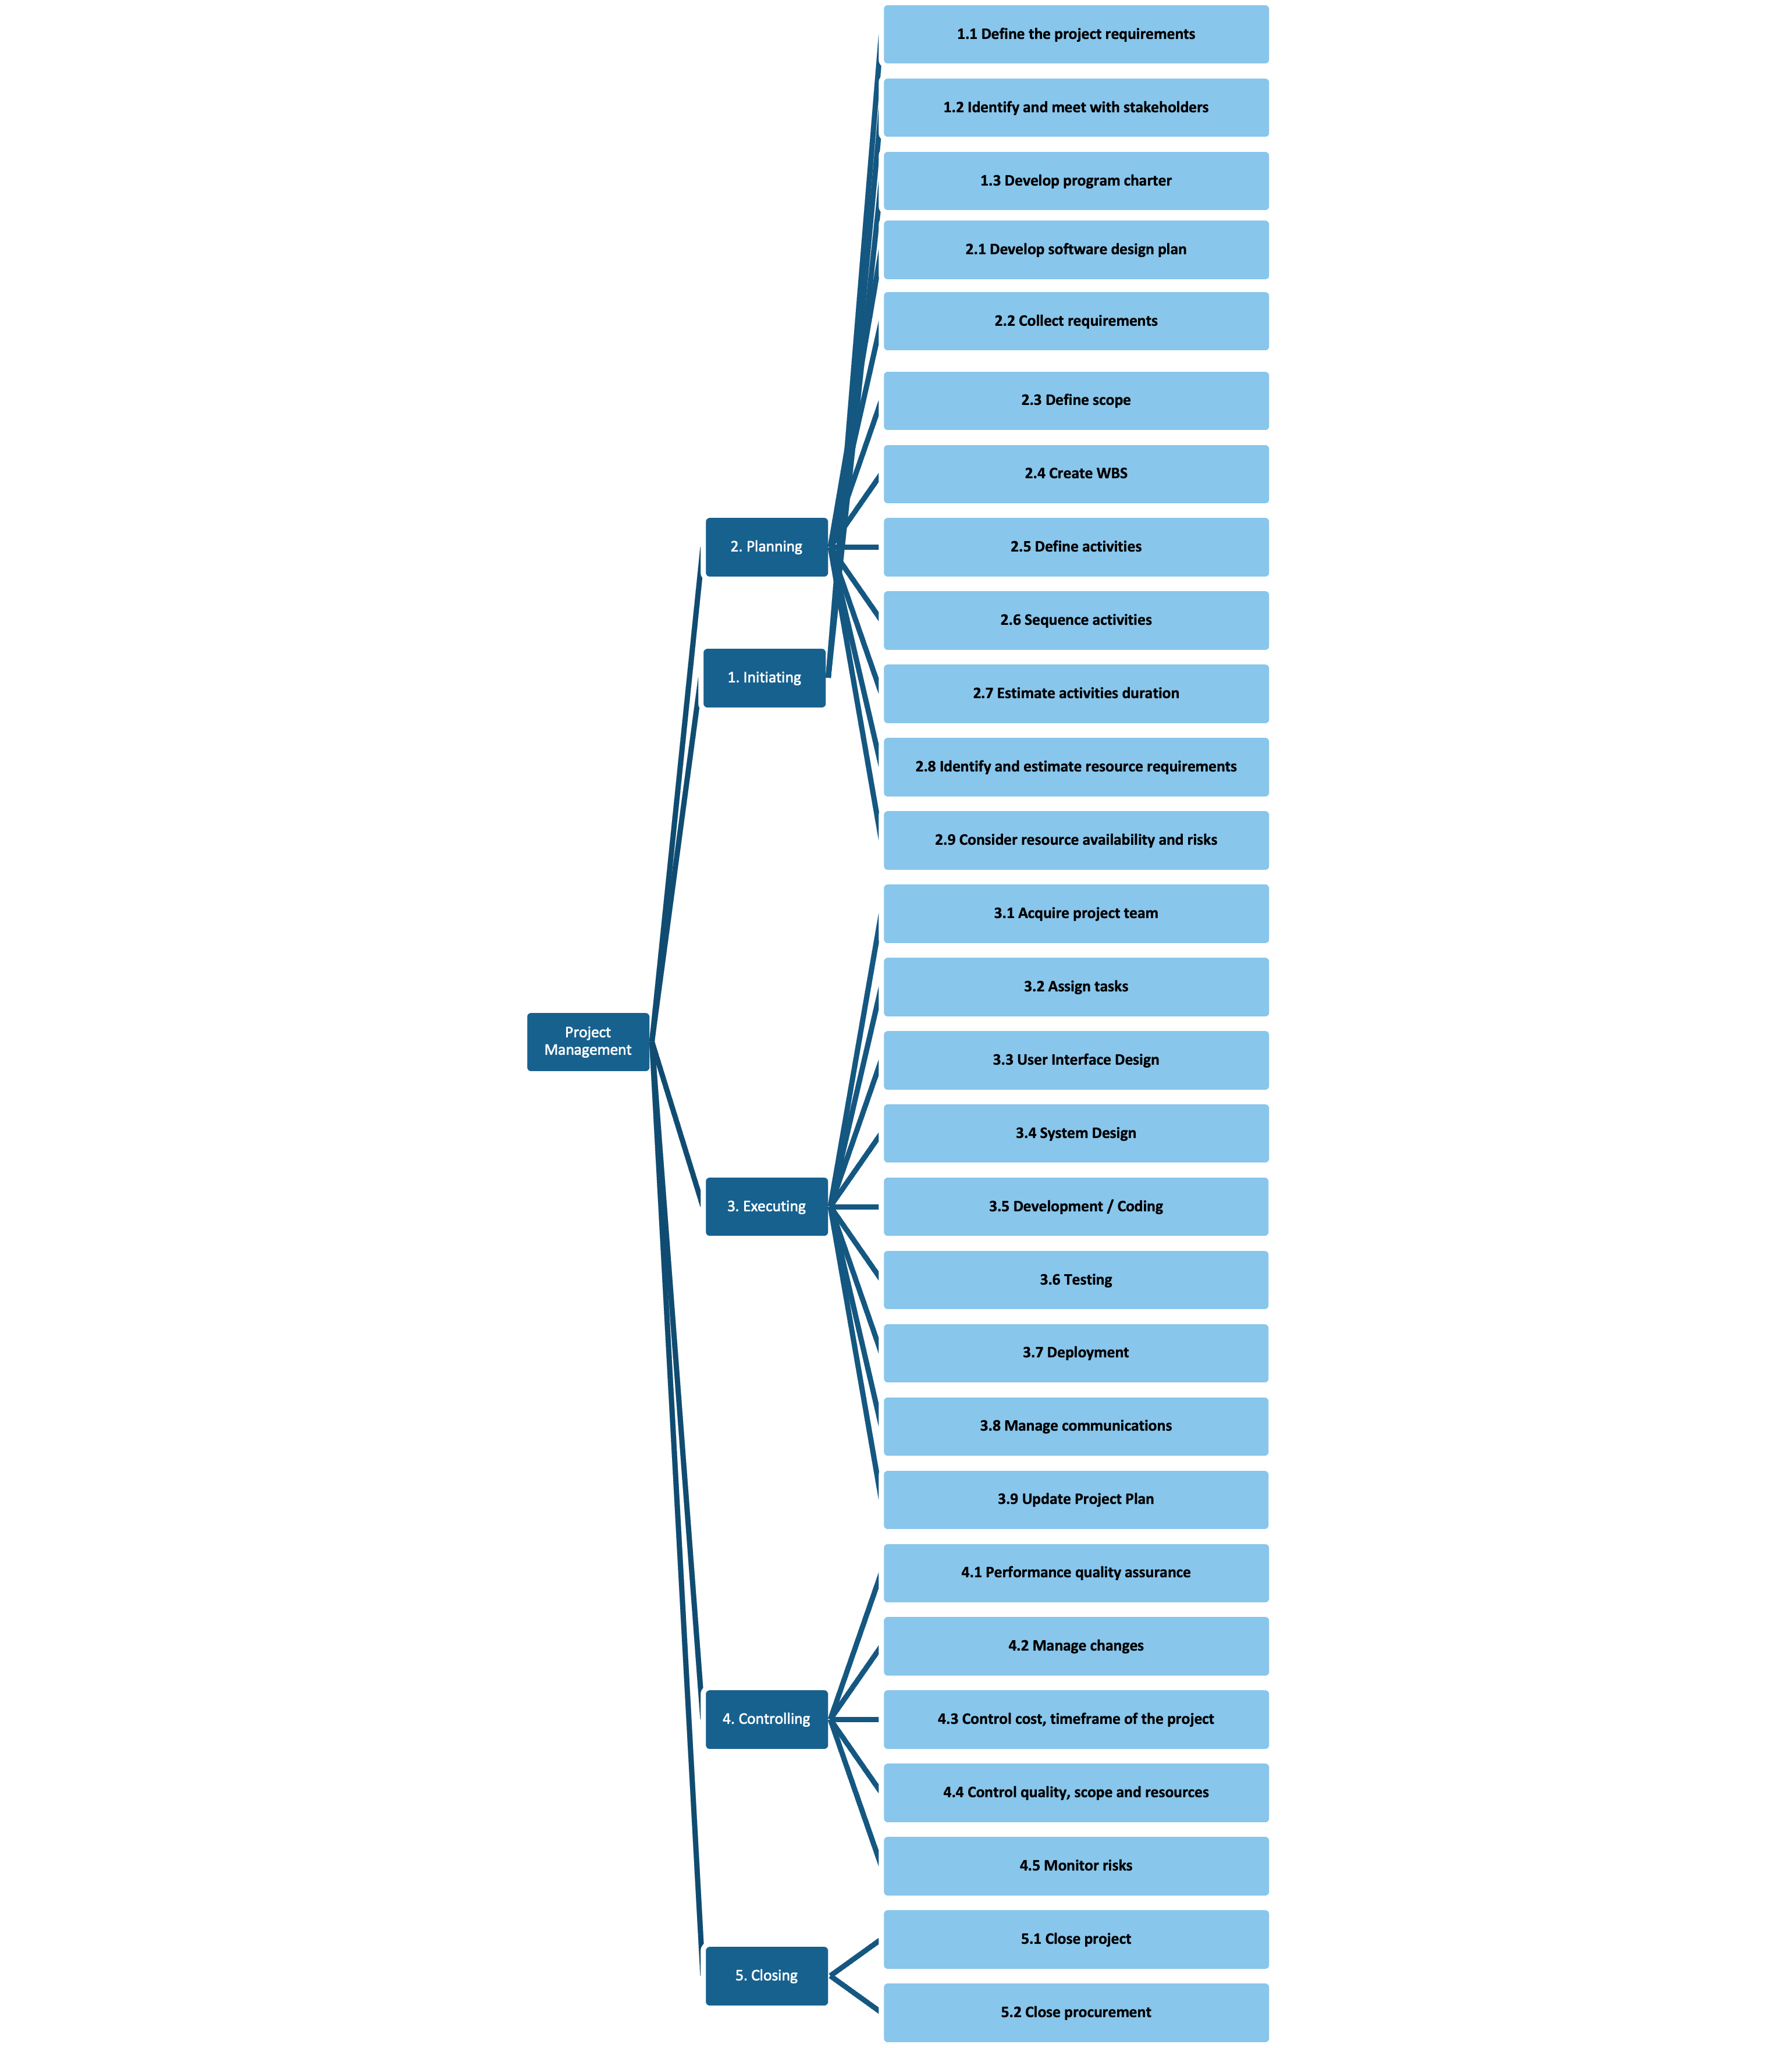 Project
Management
2. Planning
1. Initiating
3. Executing
4. Controlling
5. Closing
1.1 Define the project requirements
1.2 Identify and meet with stakeholders
1.3 Develop program charter
2.1 Develop software design plan
2.2 Collect requirements
2.3 Define scope
2.4 Create WBS
2.5 Define activities
2.6 Sequence activities
2.7 Estimate activities duration
2.8 Identify and estimate resource requirements
2.9 Consider resource availability and risks
3.1 Acquire project team
3.2 Assign tasks
3.3 User Interface Design
3.4 System Design
3.5 Development / Coding
3.6 Testing
3.7 Deployment
3.8 Manage communications
3.9 Update Project Plan
4.1 Performance quality assurance
4.2 Manage changes
4.3 Control cost, timeframe of the project
4.4 Control quality, scope and resources
4.5 Monitor risks
5.1 Close project
5.2 Close procurement